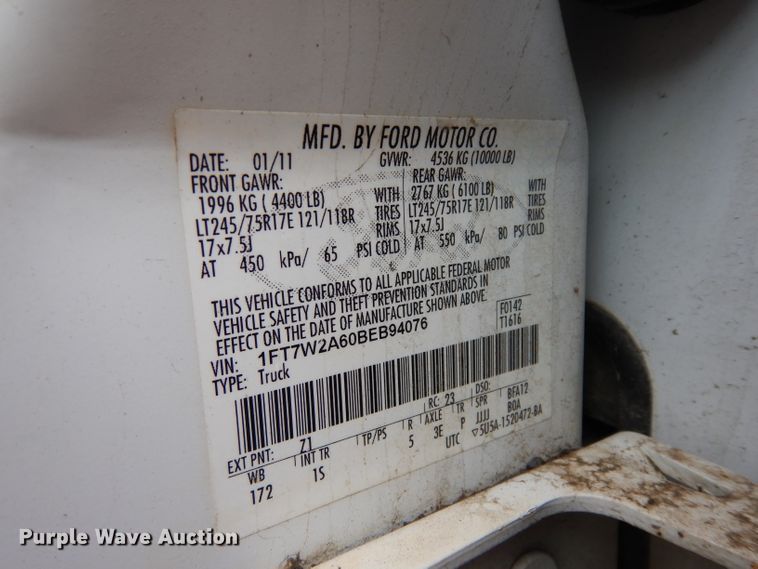 MFD. BY FORD MOTOR CO.
DATE: 01/11 GVWR: 4536 KG (10000 LB)
FRONT GAWR: REAR GAWR:
1996 KG ( 4400 LB) WITH 2767 KG ( 6100 LB) WITH
LT245/75R17E 121/118R TIRES LT245/75R17E 121/118R TIRES
17x7.5J RIMS 17x7.5J RIMS
AT 450 kPa/ 65 PSI COLD AT 550 kPa/ 80 PSI COLD
THIS VEHICLE CONFORMS TO ALL APPLICABLE FEDERAL MOTOR
VEHICLE SAFETY AND THEFT PREVENTION STANDARDS IN
EFFECT ON THE DATE OF MANUFACTURE SHOWN ABOVE.
VIN: 1FT7W2A60BEB94076
TYPE: Truck
F0142
T1616
EXT PNT: Z1 RC: 23 DSO:
WB INT TR TP/PS R AXLE TR SPR BFA12
172 1S 5 3E P JJJJ BOA
UTC ▽5U5A-1520472-BA
Purple Wave Auction